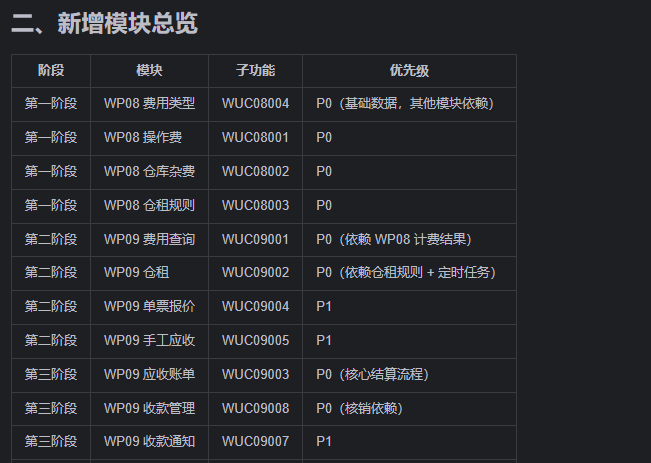 二、新增模块总览
阶段 模块 子功能 优先级
第一阶段 WP08 费用类型 WUC08004 P0（基础数据，其他模块依赖）
第一阶段 WP08 操作费 WUC08001 P0
第一阶段 WP08 仓库杂费 WUC08002 P0
第一阶段 WP08 仓租规则 WUC08003 P0
第二阶段 WP09 费用查询 WUC09001 P0（依赖 WP08 计费结果）
第二阶段 WP09 仓租 WUC09002 P0（依赖仓租规则 + 定时任务）
第二阶段 WP09 单票报价 WUC09004 P1
第二阶段 WP09 手工应收 WUC09005 P1
第三阶段 WP09 应收账单 WUC09003 P0（核心结算流程）
第三阶段 WP09 收款管理 WUC09008 P0（核销依赖）
第三阶段 WP09 收款通知 WUC09007 P1